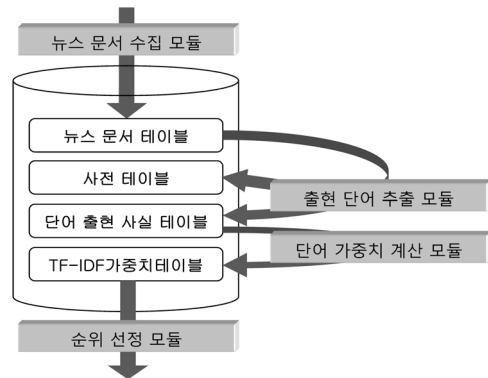 뉴스 문서 수집 모듈
뉴스 문서 테이블
사전 테이블
출현 단어 추출 모듈
단어 출현 사실 테이블
단어 가중치 계산 모듈
TF-IDF가중치테이블
순위 선정 모듈